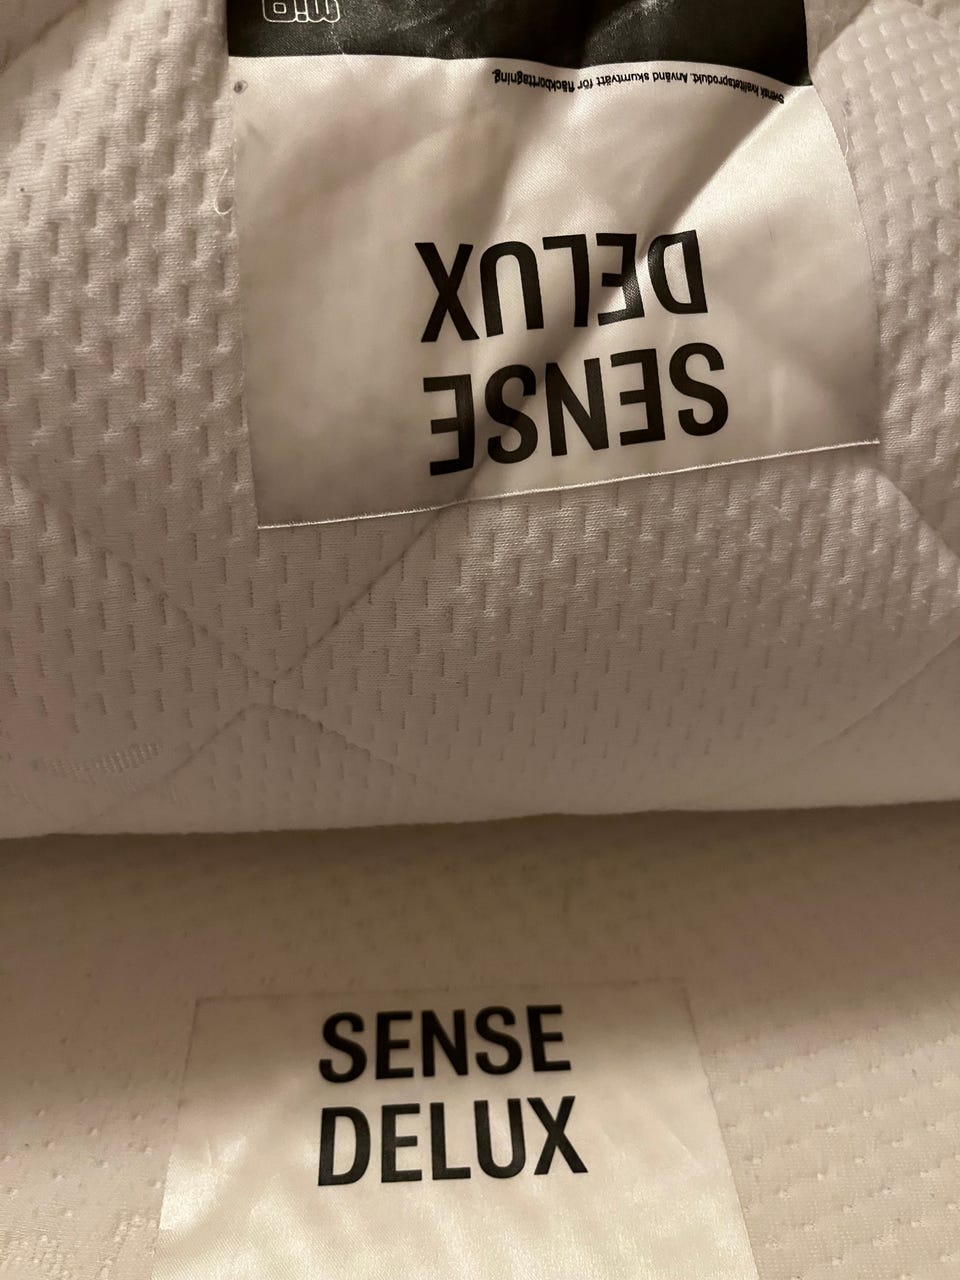 Svensk kvalitetsprodukt. Använd skumtvätt för fläckborttagning.
DELUX
SENSE
SENSE
DELUX